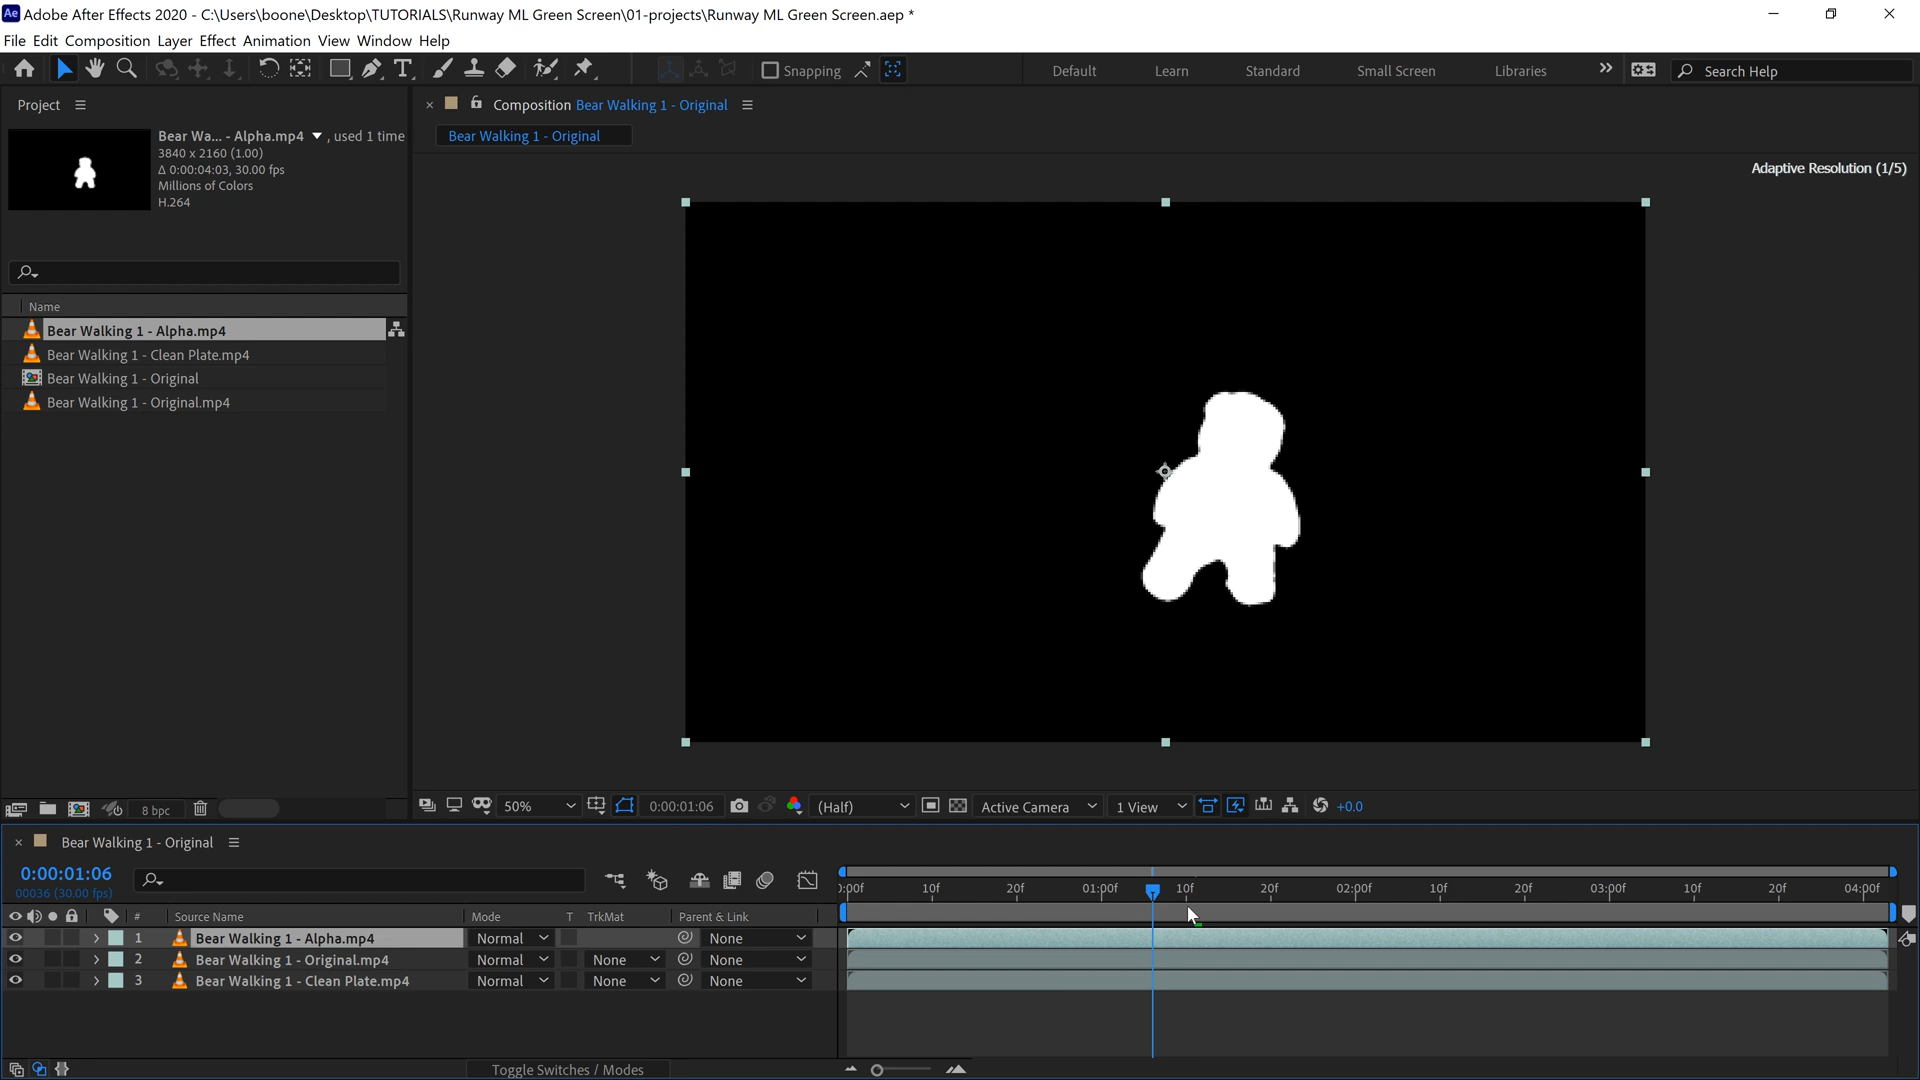 Ae Adobe After Effects 2020 - C:\Users\boone\Desktop\TUTORIALS\Runway ML Green Screen\01-projects\Runway ML Green Screen.aep *
File Edit Composition Layer Effect Animation View Window Help
Snapping
Default Learn Standard Small Screen Libraries
Search Help
Project
Bear Wa... - Alpha.mp4 , used 1 time
3840 x 2160 (1.00)
Δ 0:00:04:03, 30.00 fps
Millions of Colors
H.264
Name
Bear Walking 1 - Alpha.mp4
Bear Walking 1 - Clean Plate.mp4
Bear Walking 1 - Original
Bear Walking 1 - Original.mp4
8 bpc
Composition Bear Walking 1 - Original
Bear Walking 1 - Original
Adaptive Resolution (1/5)
50% 0:00:01:06 (Half) Active Camera 1 View +0.0
Bear Walking 1 - Original
0:00:01:06
00036 (30.00 fps)
0:00f 10f 20f 01:00f 10f 20f 02:00f 10f 20f 03:00f 10f 20f 04:00f
# Source Name Mode T TrkMat Parent & Link
1 Bear Walking 1 - Alpha.mp4 Normal None
2 Bear Walking 1 - Original.mp4 Normal None None
3 Bear Walking 1 - Clean Plate.mp4 Normal None None
Toggle Switches / Modes